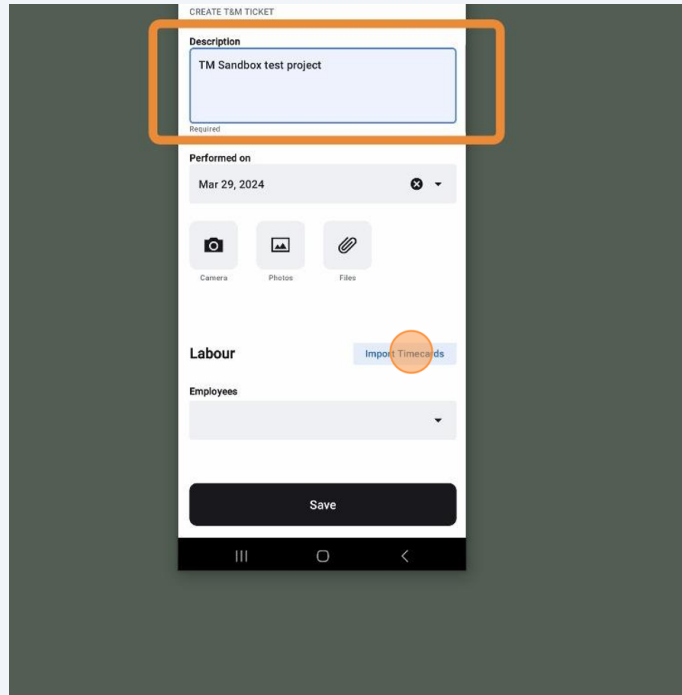 CREATE T&M TICKET
Description
TM Sandbox test project
Required
Performed on
Mar 29, 2024
Camera Photos Files
Labour Import Timecards
Employees
Save